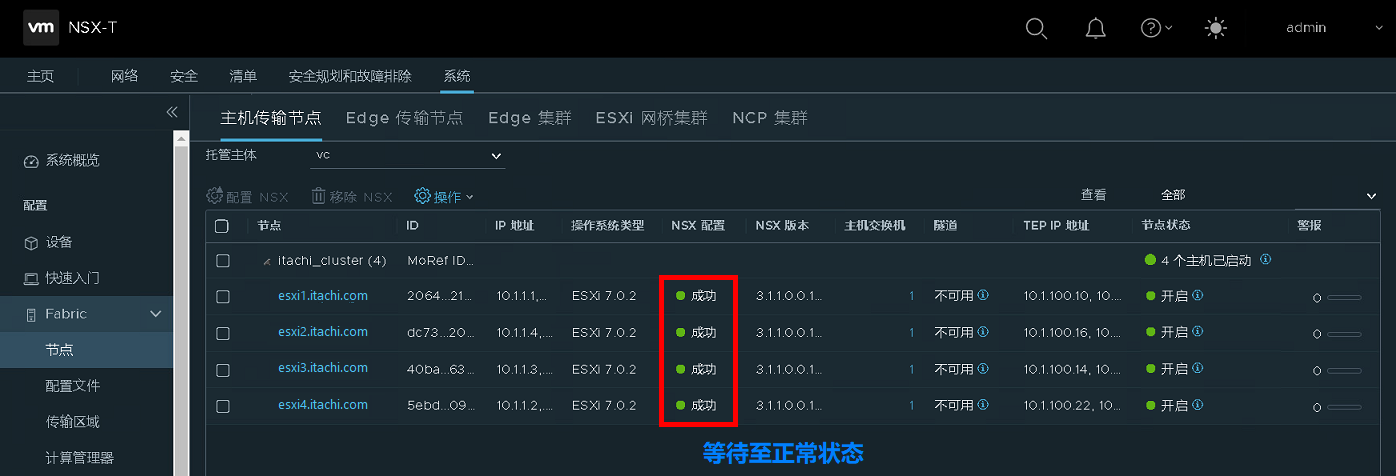 vm NSX-T admin
主页 网络 安全 清单 安全规划和故障排除 系统
主机传输节点 Edge 传输节点 Edge 集群 ESXi 网桥集群 NCP 集群
托管主体 vc
系统概览
配置 NSX 移除 NSX 操作 查看 全部
配置
节点 ID IP 地址 操作系统类型 NSX 配置 NSX 版本 主机交换机 隧道 TEP IP 地址 节点状态 警报
设备
itachi_cluster (4) MoRef ID... 4 个主机已启动
快速入门
esxi1.itachi.com 2064...21... 10.1.1.1,... ESXi 7.0.2 成功 3.1.1.0.0.1... 1 不可用 10.1.100.10, 10... 开启 0
Fabric
esxi2.itachi.com dc73...20... 10.1.1.4,... ESXi 7.0.2 成功 3.1.1.0.0.1... 1 不可用 10.1.100.16, 10... 开启 0
节点
esxi3.itachi.com 40ba...63... 10.1.1.3,... ESXi 7.0.2 成功 3.1.1.0.0.1... 1 不可用 10.1.100.14, 10... 开启 0
配置文件
esxi4.itachi.com 5ebd...09... 10.1.1.2,... ESXi 7.0.2 成功 3.1.1.0.0.1... 1 不可用 10.1.100.22, 10... 开启 0
传输区域
等待至正常状态
计算管理器